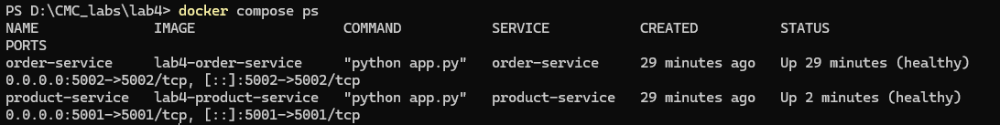 PS D:\CMC_labs\lab4> docker compose ps
NAME IMAGE COMMAND SERVICE CREATED STATUS
PORTS
order-service lab4-order-service "python app.py" order-service 29 minutes ago Up 29 minutes (healthy)
0.0.0.0:5002->5002/tcp, [::]:5002->5002/tcp
product-service lab4-product-service "python app.py" product-service 29 minutes ago Up 2 minutes (healthy)
0.0.0.0:5001->5001/tcp, [::]:5001->5001/tcp